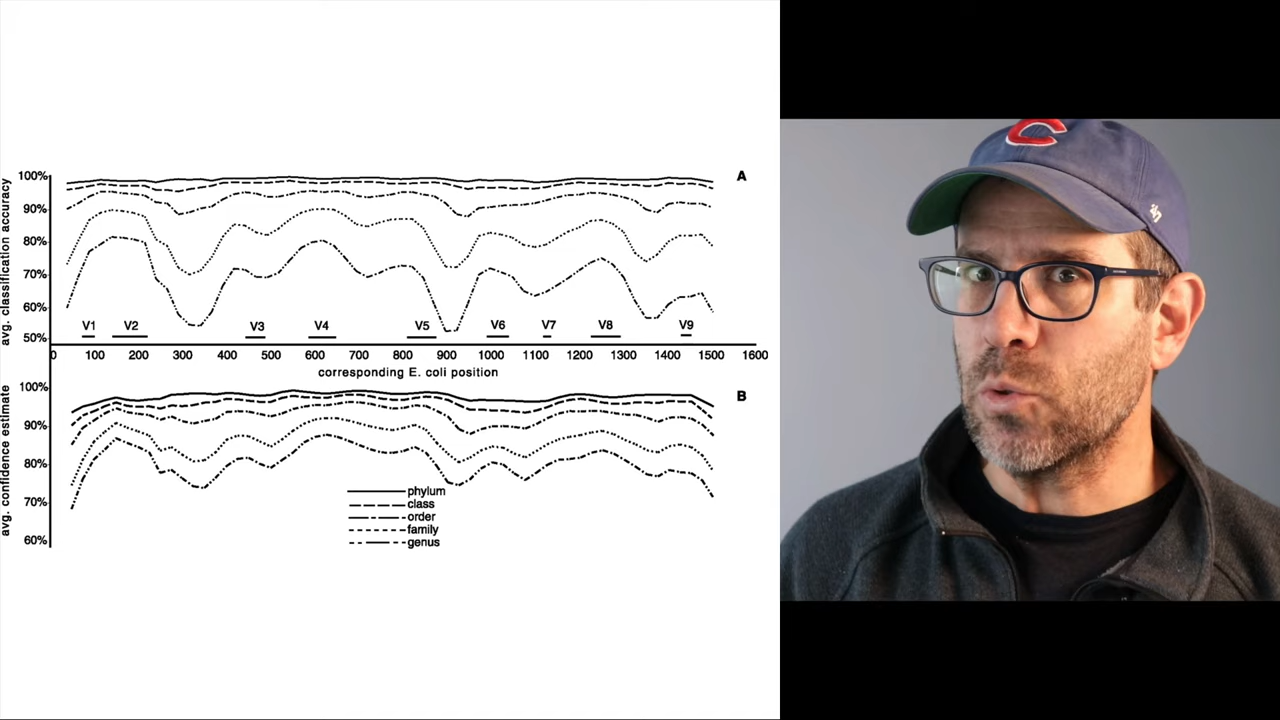 A
avg. classification accuracy
100%
90%
80%
70%
60%
50%
V1 V2 V3 V4 V5 V6 V7 V8 V9
0 100 200 300 400 500 600 700 800 900 1000 1100 1200 1300 1400 1500 1600
corresponding E. coli position
B
avg. confidence estimate
100%
90%
80%
70%
60%
phylum
class
order
family
genus
C
47